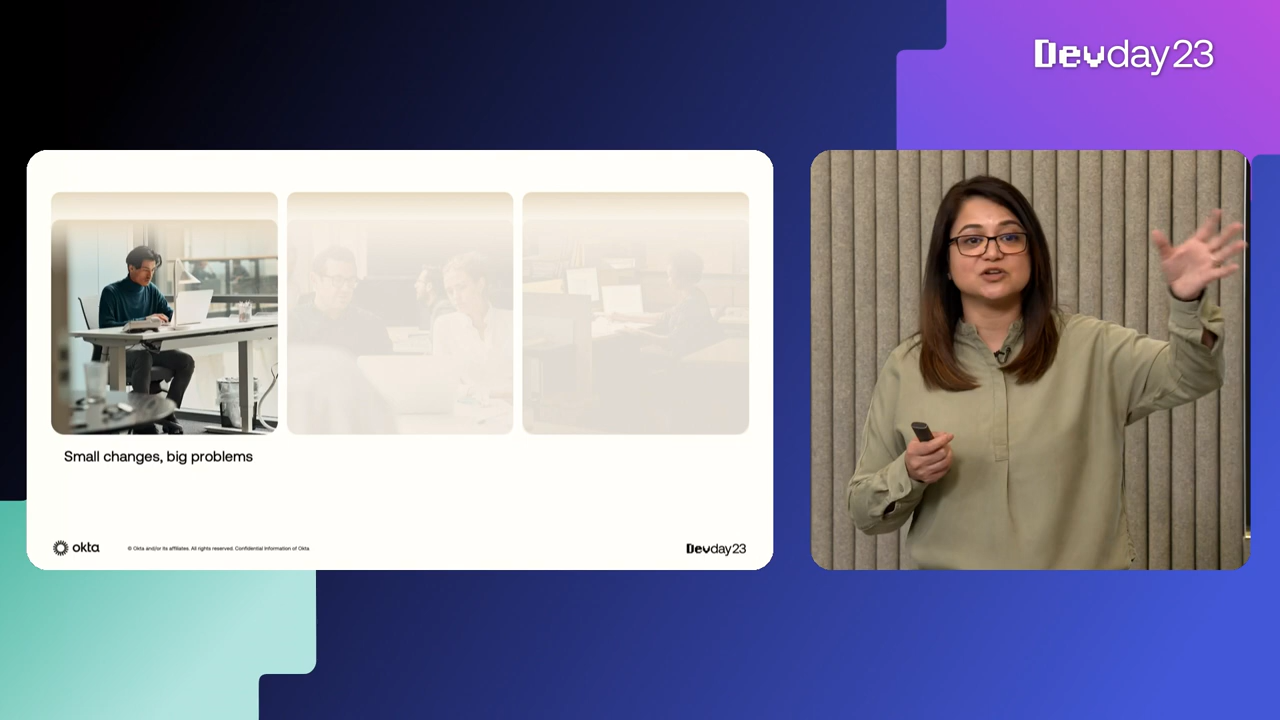 Devday23
Small changes, big problems
okta
© Okta and/or its affiliates. All rights reserved. Confidential Information of Okta
Devday23